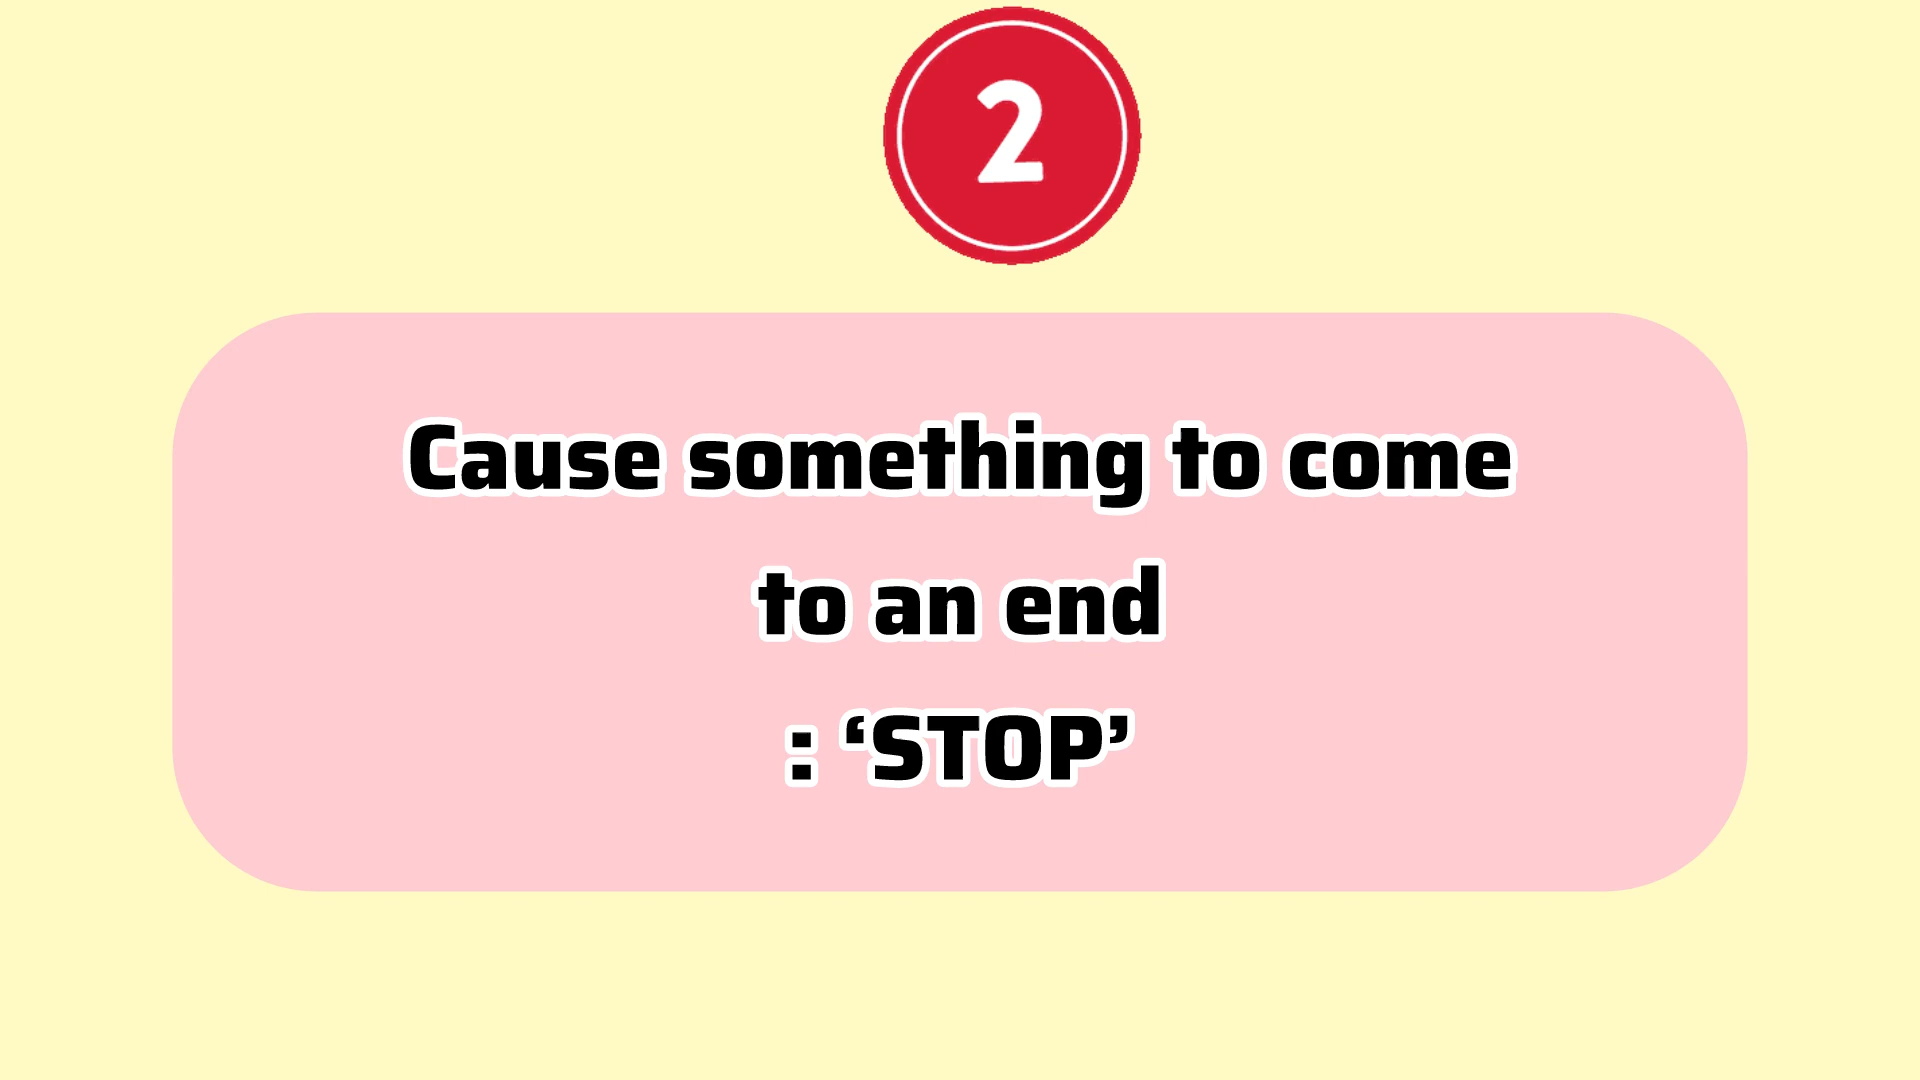 2
Cause something to come
to an end
: ‘STOP’